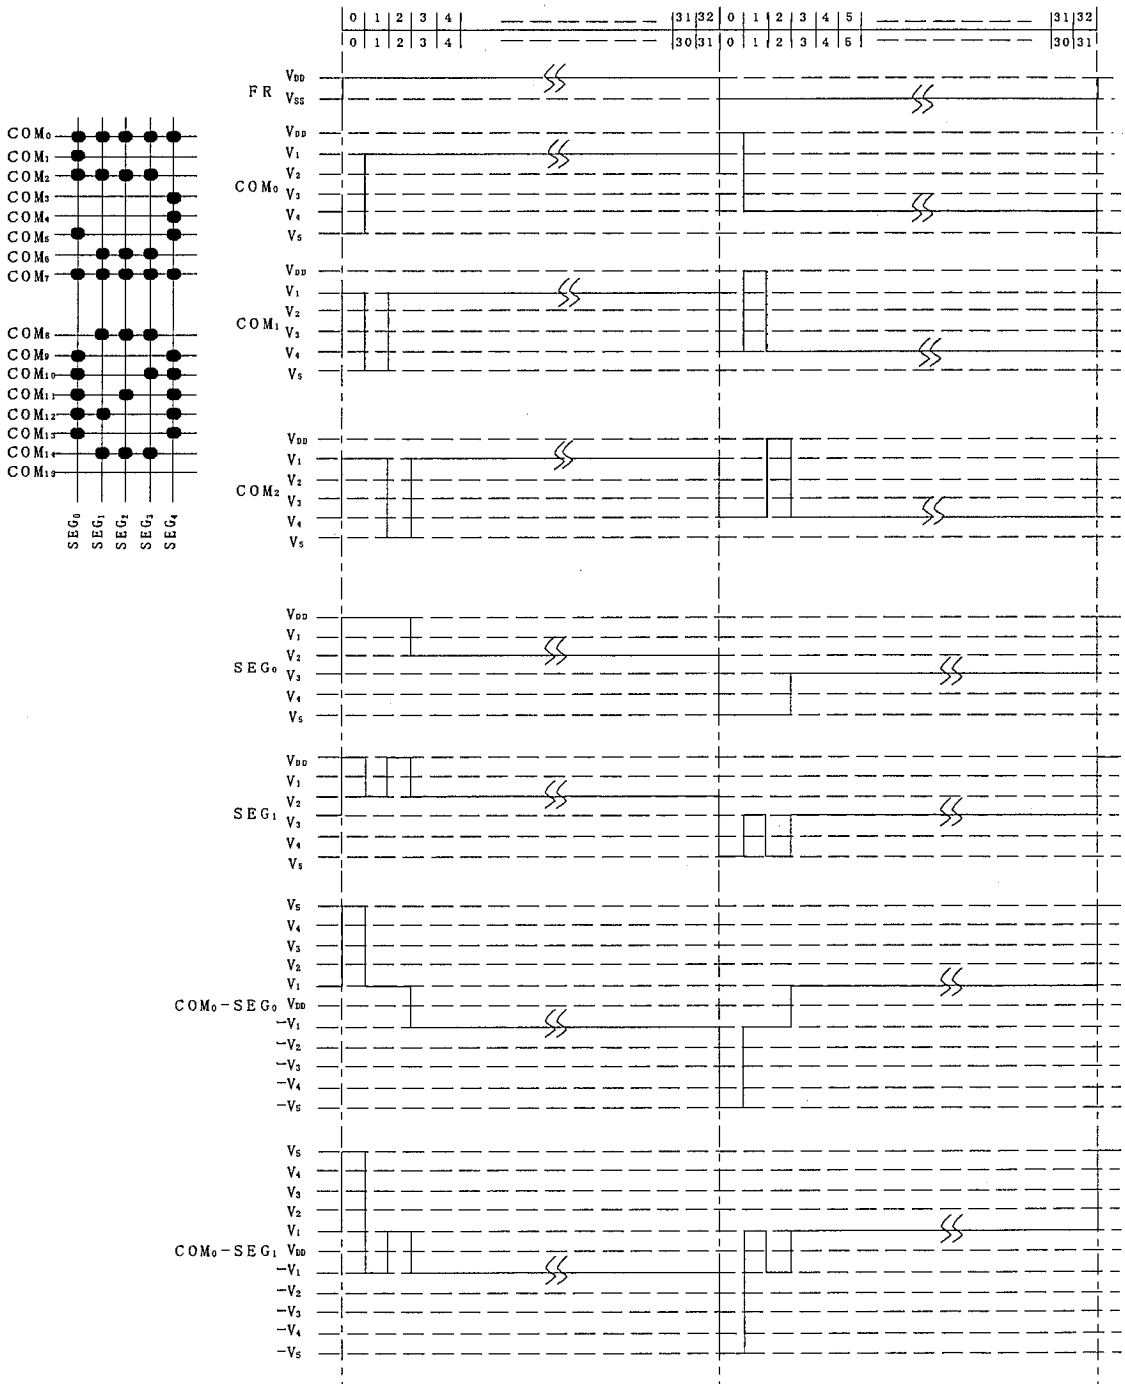 0 1 2 3 4 31 32 0 1 2 3 4 5 31 32
0 1 2 3 4 30 31 0 1 2 3 4 5 30 31
FR
VDD
VSS
COM0
COM1
COM2
COM3
COM4
COM5
COM6
COM7
COM8
COM9
COM10
COM11
COM12
COM13
COM14
COM15
SEG0
SEG1
SEG2
SEG3
SEG4
COM0
VDD
V1
V2
V3
V4
V5
COM1
VDD
V1
V2
V3
V4
V5
COM2
VDD
V1
V2
V3
V4
V5
SEG0
VDD
V1
V2
V3
V4
V5
SEG1
VDD
V1
V2
V3
V4
V5
COM0-SEG0
V5
V4
V3
V2
V1
VDD
-V1
-V2
-V3
-V4
-V5
COM0-SEG1
V5
V4
V3
V2
V1
VDD
-V1
-V2
-V3
-V4
-V5